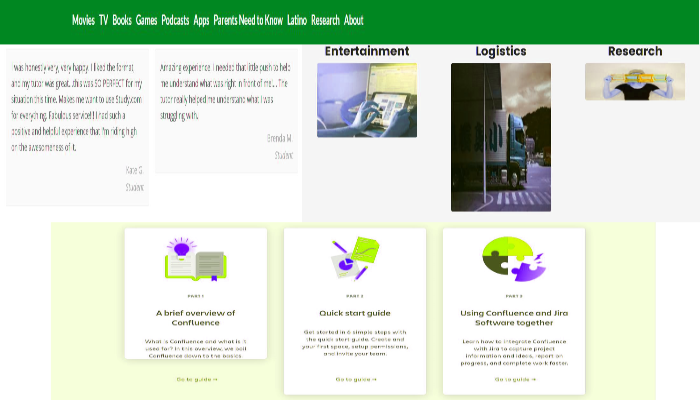 Movies TV Books Games Podcasts Apps Parents Need to Know Latino Research About
I was honestly very, very happy. I liked the format
and my tutor was great...this was SO PERFECT for my
situation this time. Makes me want to use Study.com
for everything. Fabulous service!!! I had such a
positive and helpful experience that I'm riding high
on the awesomeness of it.
Kate G.
Student
Amazing experience. I needed that little push to help
me understand what was right in front of me!... The
tutor really helped me understand what I was
struggling with.
Brenda M.
Student
Entertainment
Logistics
Research
PART 1
A brief overview of
Confluence
What is Confluence and what is it
used for? In this overview, we boil
Confluence down to the basics.
Go to guide →
PART 2
Quick start guide
Get started in 6 simple steps with
the quick start guide. Create and
your first space, setup permissions,
and invite your team.
Go to guide →
PART 3
Using Confluence and Jira
Software together
Learn how to integrate Confluence
with Jira to capture project
information and ideas, report on
progress, and complete work faster.
Go to guide →